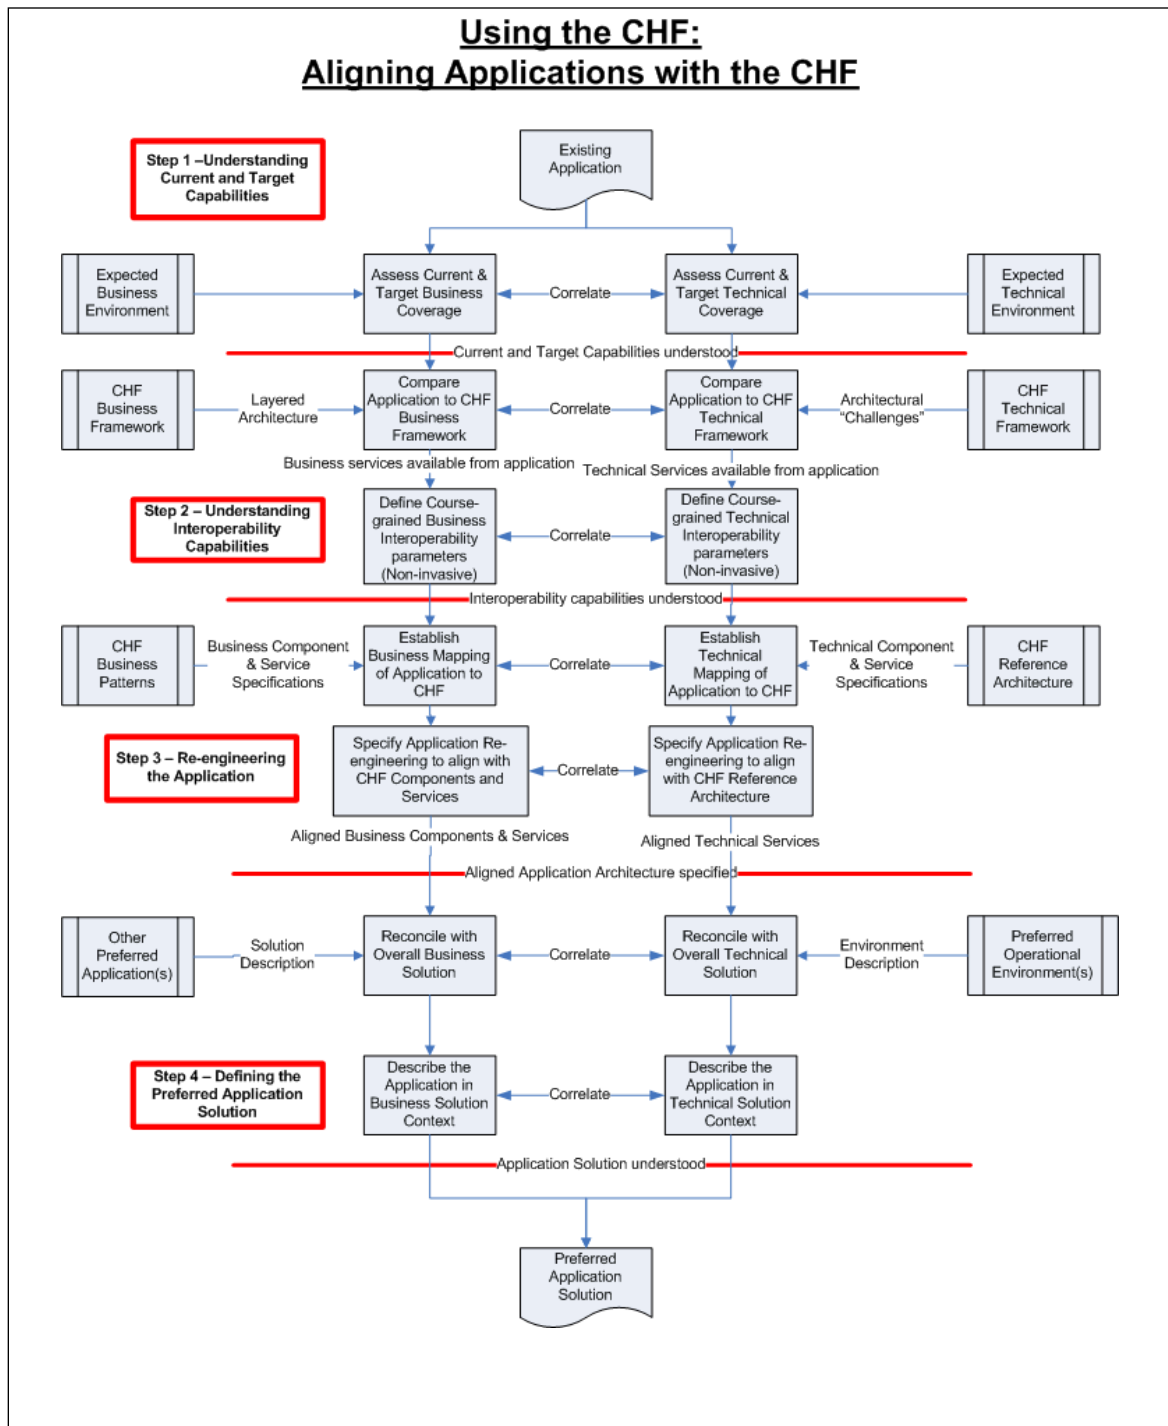 Using the CHF:
Aligning Applications with the CHF
Step 1 –Understanding
Current and Target
Capabilities
Existing
Application
Expected
Business
Environment
Assess Current &
Target Business
Coverage
Correlate
Assess Current &
Target Technical
Coverage
Expected
Technical
Environment
Current and Target Capabilities understood
CHF
Business
Framework
Layered
Architecture
Compare
Application to CHF
Business
Framework
Correlate
Compare
Application to CHF
Technical
Framework
Architectural
“Challenges”
CHF
Technical
Framework
Business services available from application
Technical Services available from application
Step 2 – Understanding
Interoperability
Capabilities
Define Course-
grained Business
Interoperability
parameters
(Non-invasive)
Correlate
Define Course-
grained Technical
Interoperability
parameters
(Non-invasive)
Interoperability capabilities understood
CHF
Business
Patterns
Business Component
& Service
Specifications
Establish
Business Mapping
of Application to
CHF
Correlate
Establish
Technical
Mapping of
Application to CHF
Technical Component
& Service
Specifications
CHF
Reference
Architecture
Step 3 – Re-engineering
the Application
Specify Application Re-
engineering to align with
CHF Components and
Services
Correlate
Specify Application Re-
engineering to align
with CHF Reference
Architecture
Aligned Business Components & Services
Aligned Technical Services
Aligned Application Architecture specified
Other
Preferred
Application(s)
Solution
Description
Reconcile with
Overall Business
Solution
Correlate
Reconcile with
Overall Technical
Solution
Environment
Description
Preferred
Operational
Environment(s)
Step 4 – Defining the
Preferred Application
Solution
Describe the
Application in
Business Solution
Context
Correlate
Describe the
Application in
Technical Solution
Context
Application Solution understood
Preferred
Application
Solution